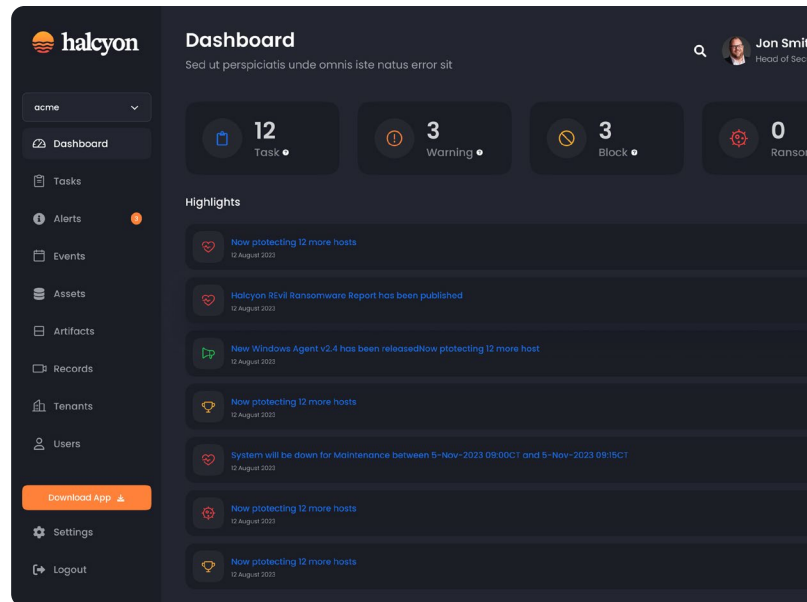 halcyon
acme
Dashboard
Tasks
Alerts
3
Events
Assets
Artifacts
Records
Tenants
Users
Download App
Settings
Logout
Dashboard
Sed ut perspiciatis unde omnis iste natus error sit
Jon Smit
Head of Sec
12
Task
3
Warning
3
Block
0
Ransor
Highlights
Now ptotecting 12 more hosts
12 August 2023
Halcyon REvil Ransomware Report has been published
12 August 2023
New Windows Agent v2.4 has been releasedNow ptotecting 12 more host
12 August 2023
Now ptotecting 12 more hosts
12 August 2023
System will be down for Maintenance between 5-Nov-2023 09:00CT and 5-Nov-2023 09:15CT
12 August 2023
Now ptotecting 12 more hosts
12 August 2023
Now ptotecting 12 more hosts
12 August 2023